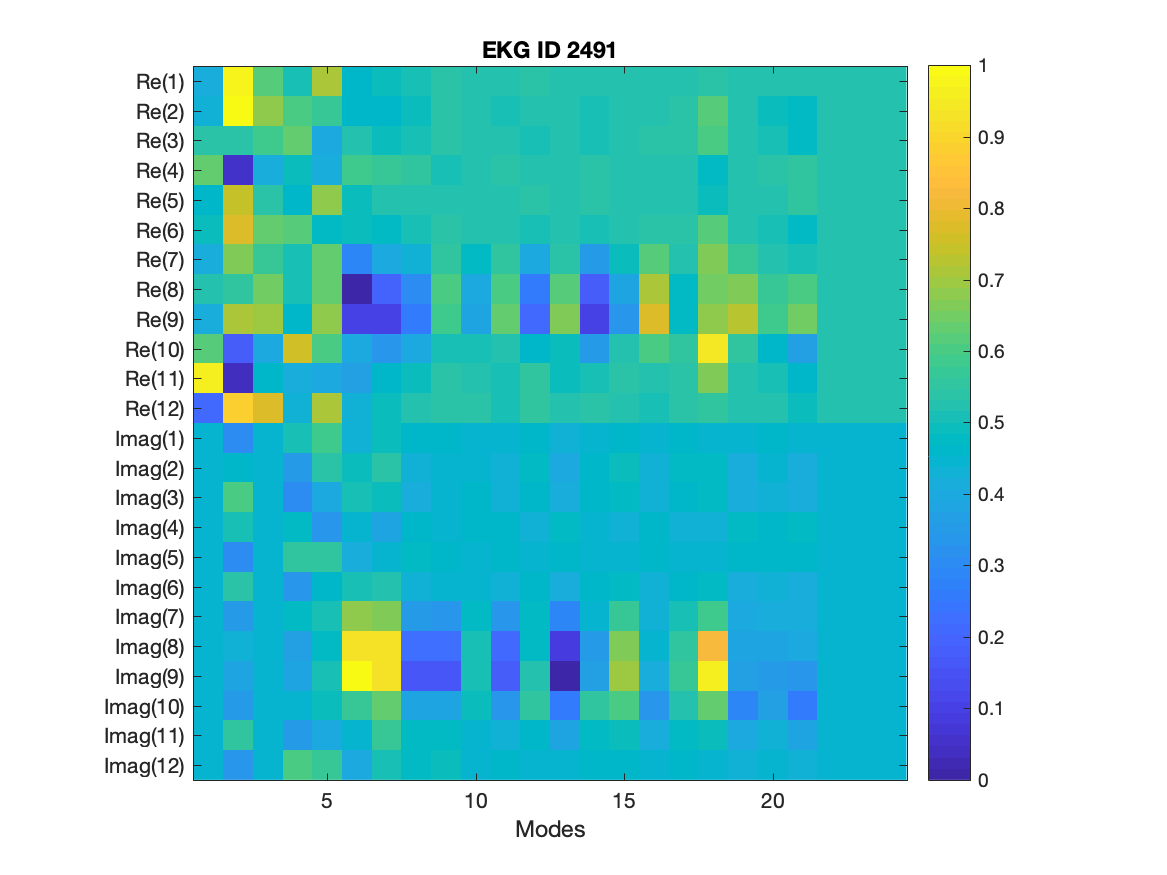 EKG ID 2491
Re(1)
Re(2)
Re(3)
Re(4)
Re(5)
Re(6)
Re(7)
Re(8)
Re(9)
Re(10)
Re(11)
Re(12)
Imag(1)
Imag(2)
Imag(3)
Imag(4)
Imag(5)
Imag(6)
Imag(7)
Imag(8)
Imag(9)
Imag(10)
Imag(11)
Imag(12)
5 10 15 20
Modes
1
0.9
0.8
0.7
0.6
0.5
0.4
0.3
0.2
0.1
0